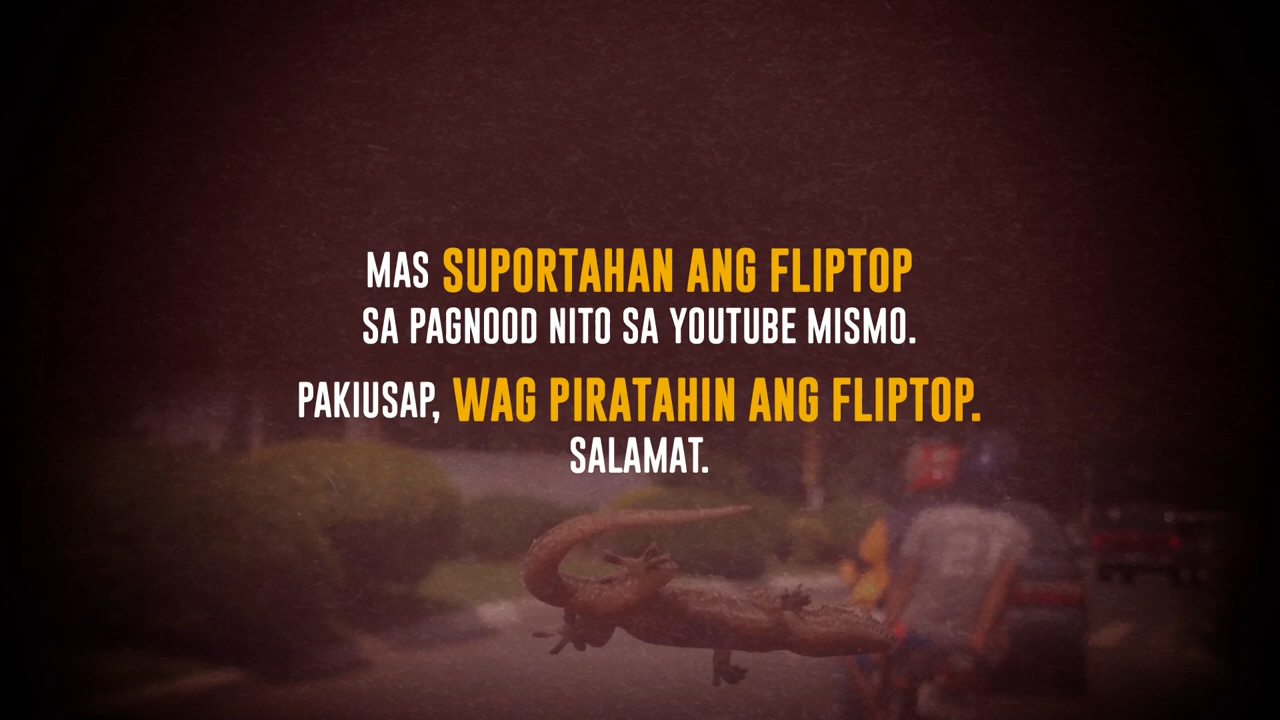 MAS SUPORTAHAN ANG FLIPTOP
SA PAGNOOD NITO SA YOUTUBE MISMO.
PAKIUSAP, WAG PIRATAHIN ANG FLIPTOP.
SALAMAT.